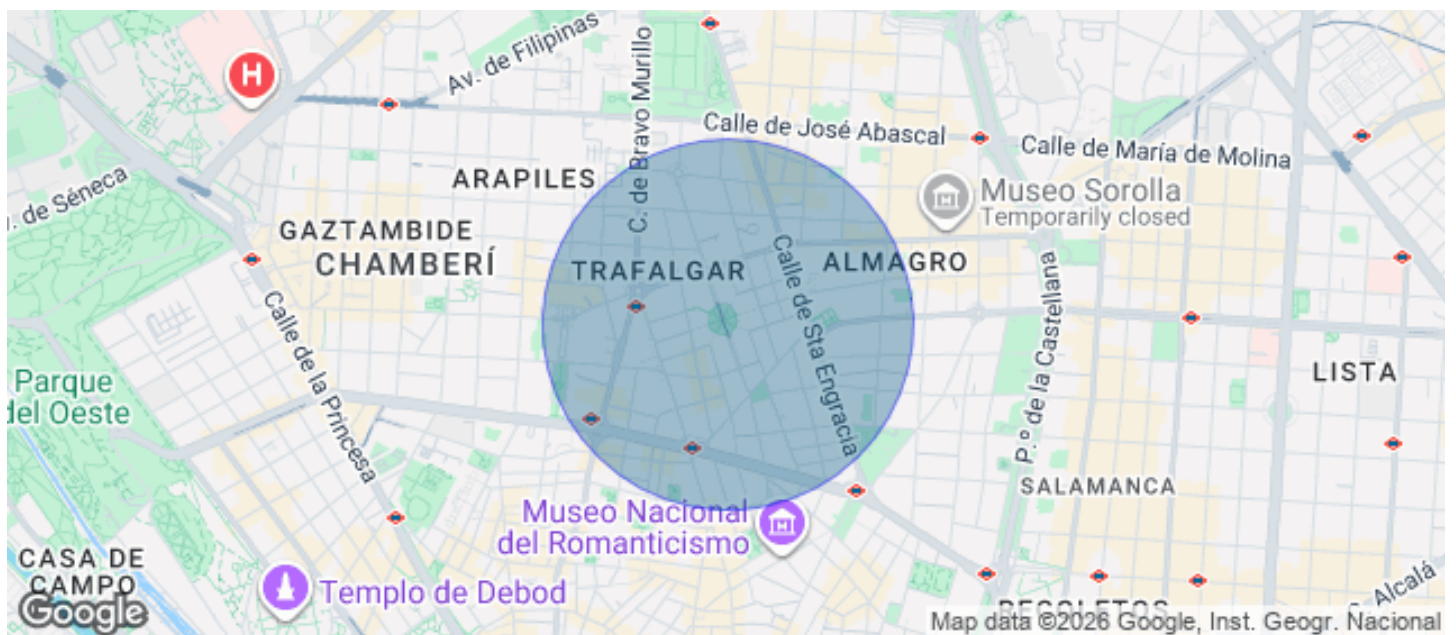 Av. de Filipinas
C. de Bravo Murillo
H
Calle de José Abascal
Calle de María de Molina
ARAPILES
Museo Sorolla
Temporarily closed
de Séneca
GAZTAMBIDE
CHAMBERÍ
TRAFALGAR
ALMAGRO
Calle de Sta Engracia
P.º de la Castellana
Calle de la Princesa
LISTA
Parque
del Oeste
SALAMANCA
Museo Nacional
del Romanticismo
CASA DE
CAMPO
Templo de Debod
Alcalá
RECOLETOS
Google
Map data ©2026 Google, Inst. Geogr. Nacional